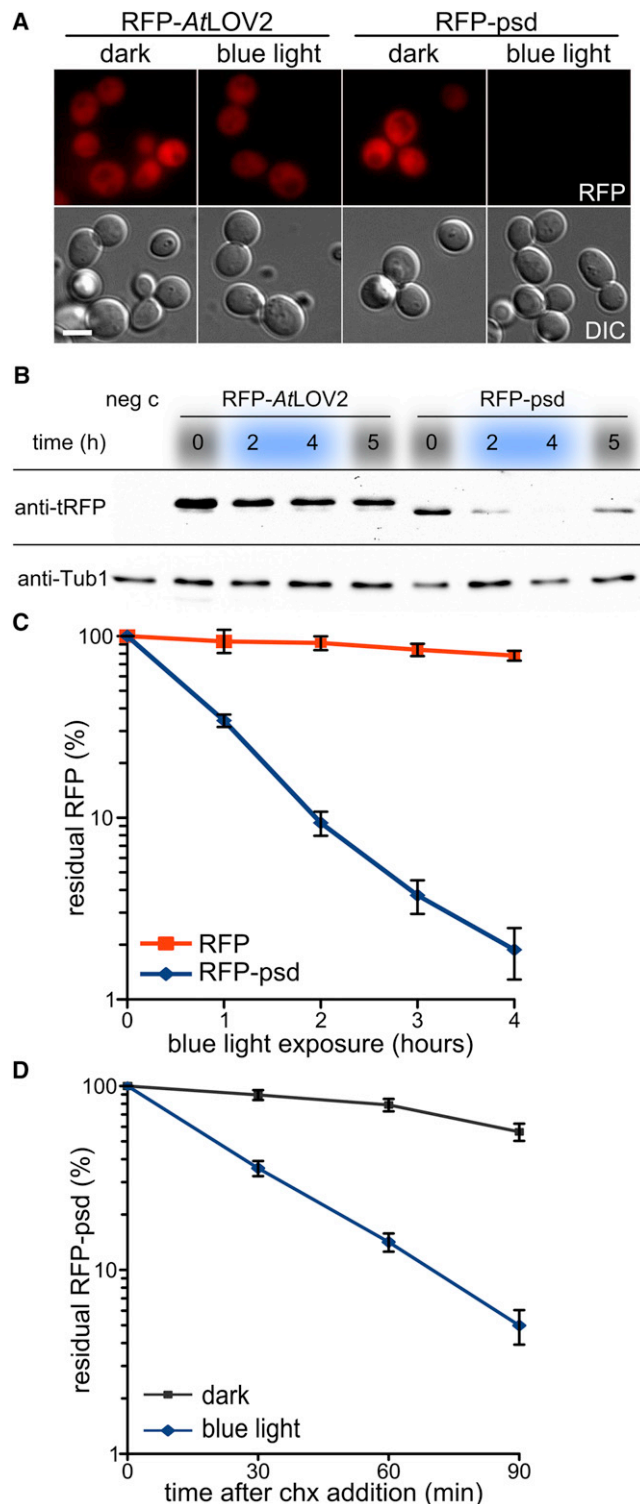 A
RFP-AtLOV2 RFP-psd
dark blue light dark blue light
RFP
DIC
B
neg c RFP-AtLOV2 RFP-psd
time (h) 0 2 4 5 0 2 4 5
anti-tRFP
anti-Tub1
C
residual RFP (%)
100
10
1
RFP
RFP-psd
0 1 2 3 4
blue light exposure (hours)
D
residual RFP-psd (%)
100
10
1
dark
blue light
0 30 60 90
time after chx addition (min)